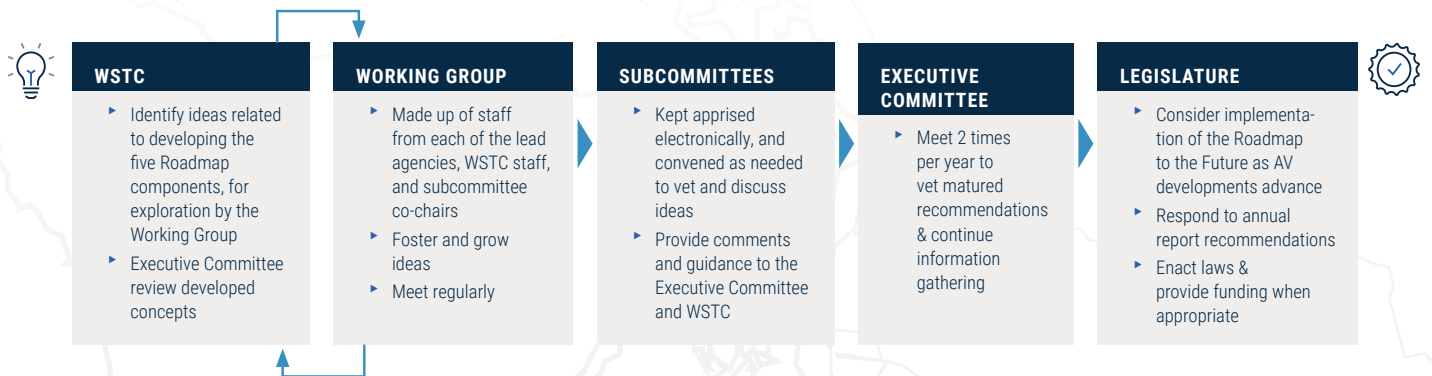 WSTC
Identify ideas related
to developing the
five Roadmap
components, for
exploration by the
Working Group
Executive Committee
review developed
concepts
WORKING GROUP
Made up of staff
from each of the lead
agencies, WSTC staff,
and subcommittee
co-chairs
Foster and grow
ideas
Meet regularly
SUBCOMMITTEES
Kept apprised
electronically, and
convened as needed
to vet and discuss
ideas
Provide comments
and guidance to the
Executive Committee
and WSTC
EXECUTIVE
COMMITTEE
Meet 2 times
per year to
vet matured
recommendations
& continue
information
gathering
LEGISLATURE
Consider implementa-
tion of the Roadmap
to the Future as AV
developments advance
Respond to annual
report recommendations
Enact laws &
provide funding when
appropriate